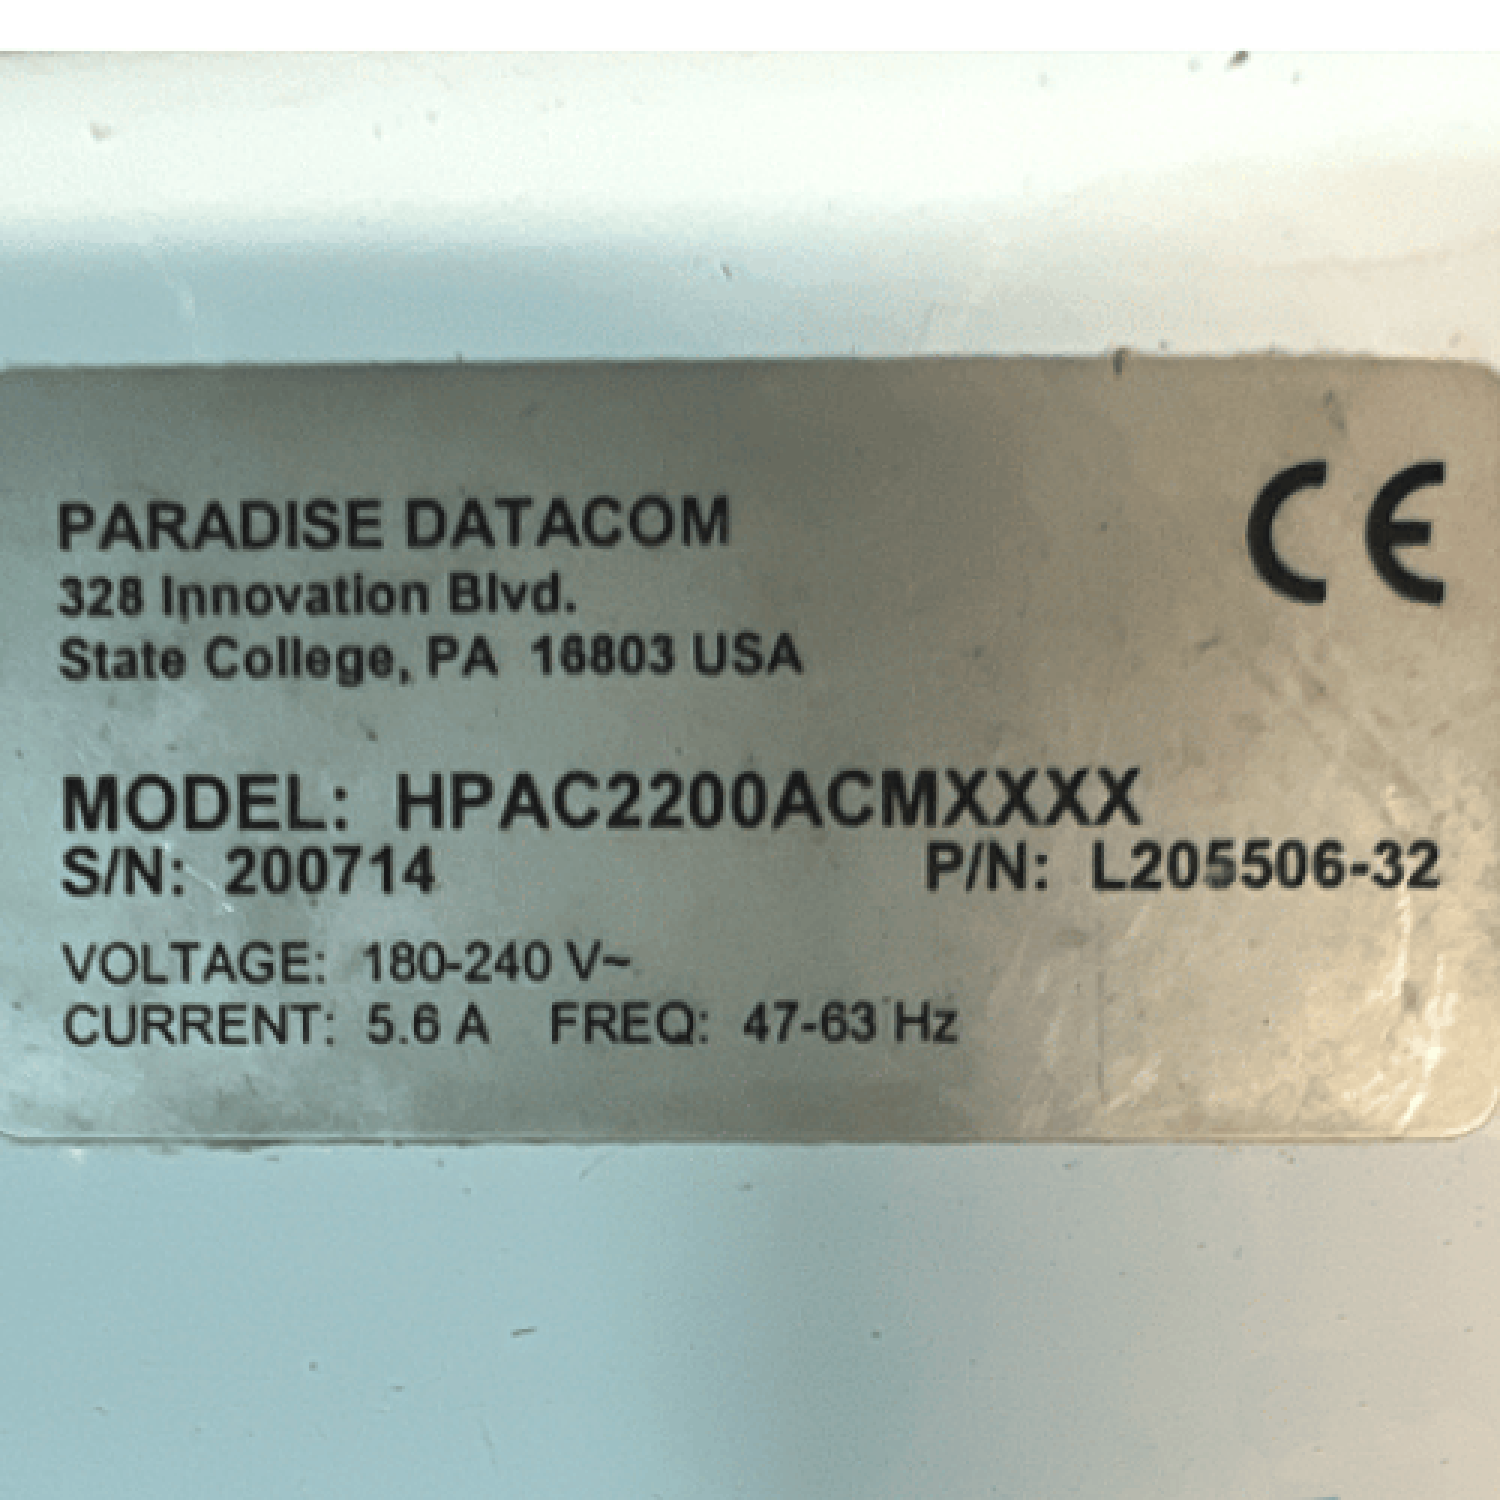 PARADISE DATACOM
CE
328 Innovation Blvd.
State College, PA 16803 USA
MODEL: HPAC2200ACMXXXX
S/N: 200714 P/N: L205506-32
VOLTAGE: 180-240 V~
CURRENT: 5.6 A FREQ: 47-63 Hz